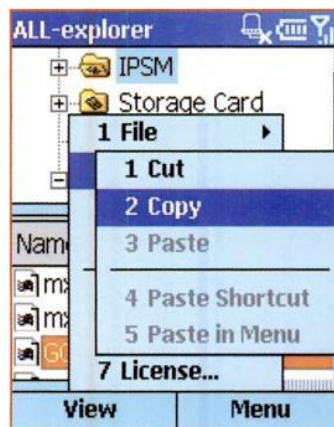 ALL-explorer
IPSM
Storage Card
1 File
1 Cut
2 Copy
3 Paste
4 Paste Shortcut
5 Paste in Menu
7 License...
View Menu